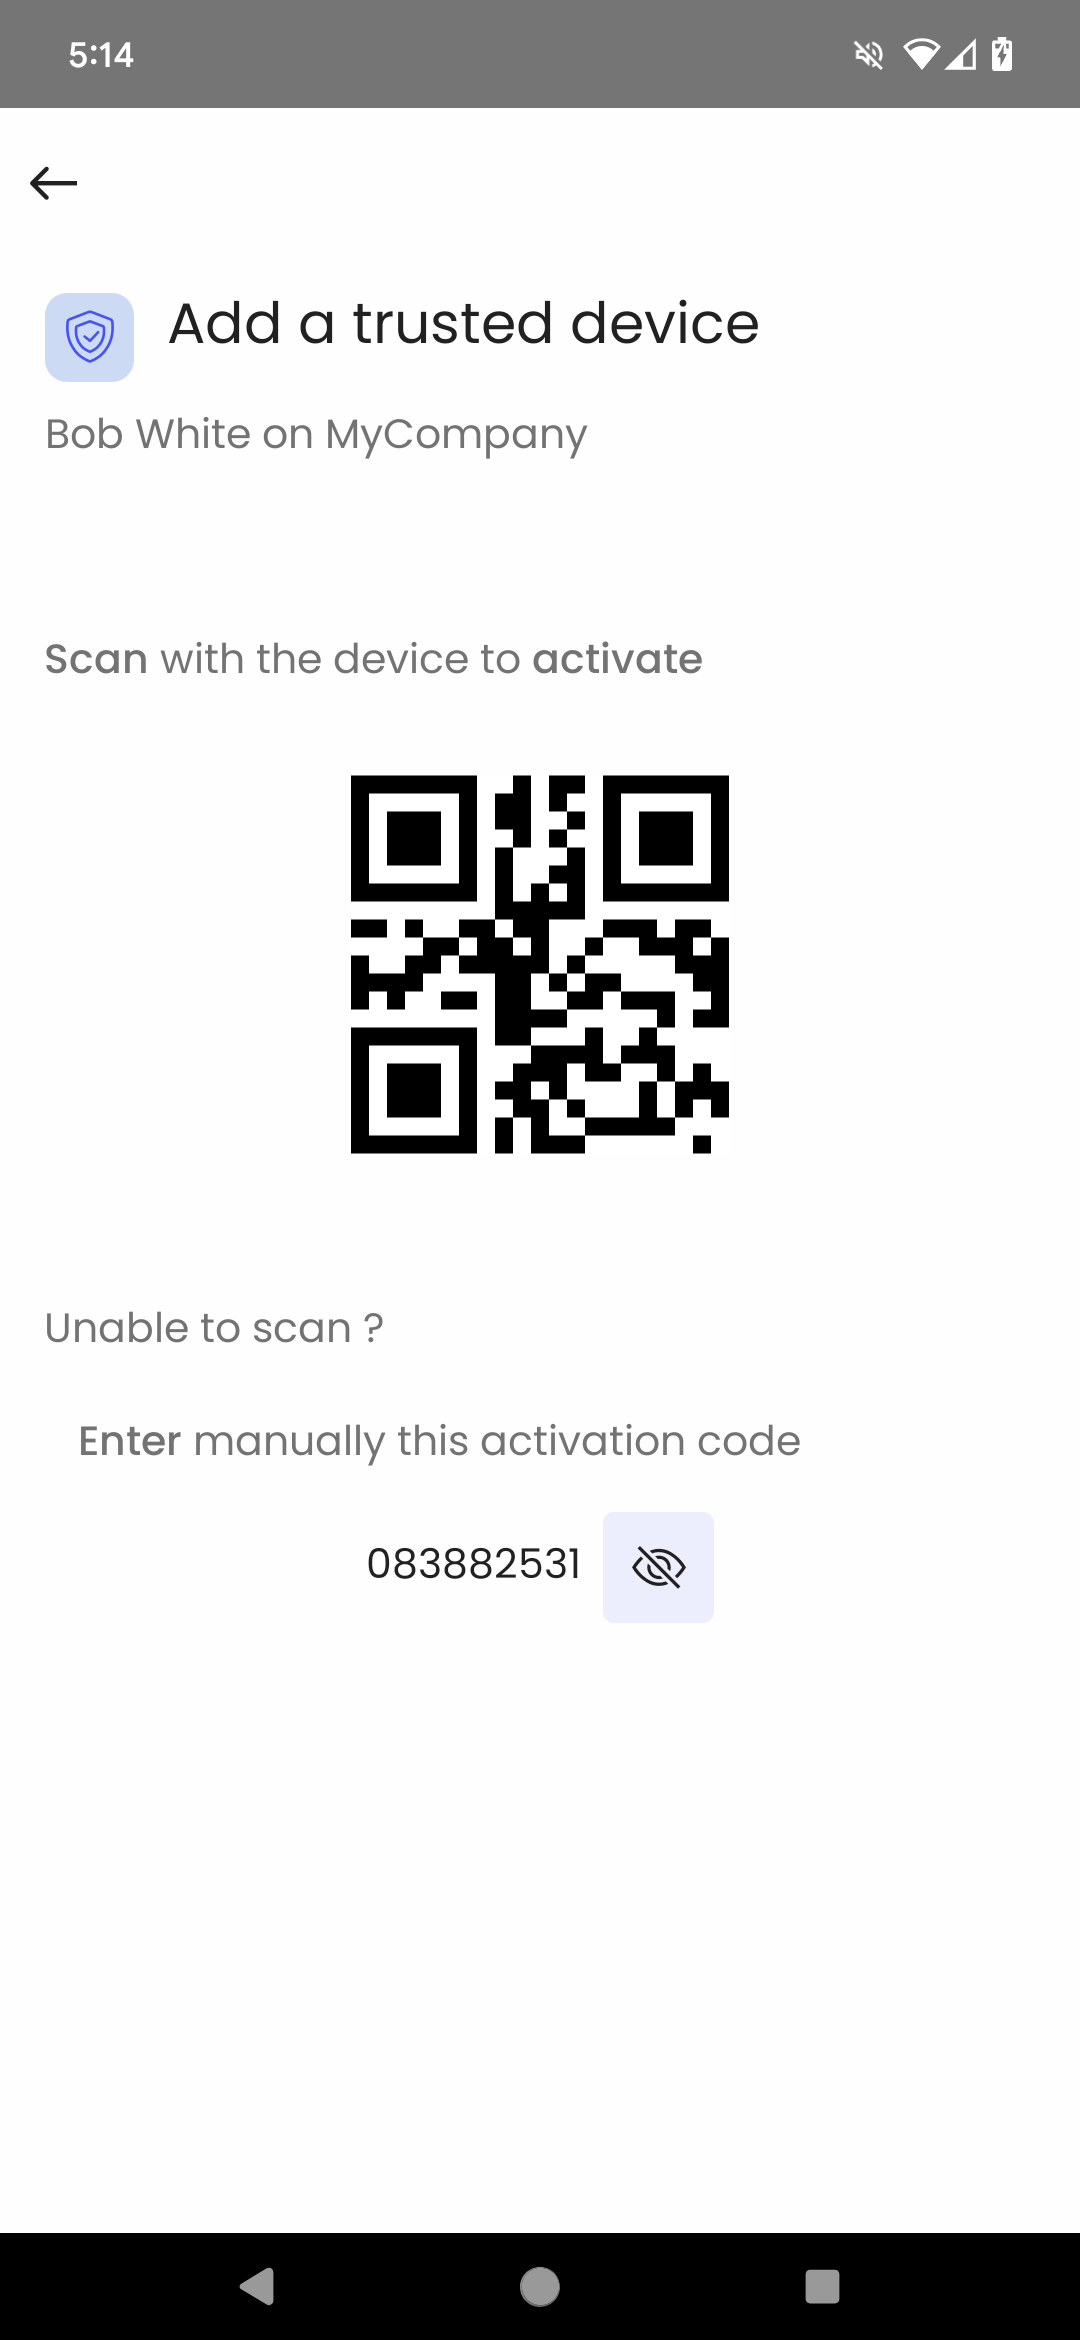 5:14
Add a trusted device
Bob White on MyCompany
Scan with the device to activate
Unable to scan ?
Enter manually this activation code
083882531